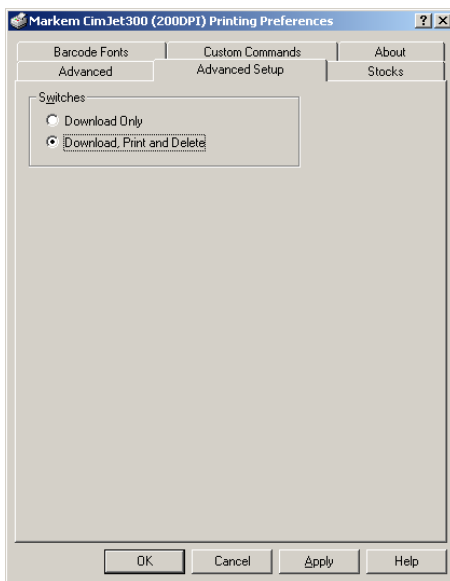 Markem CimJet300 (200DPI) Printing Preferences
Barcode Fonts Custom Commands About
Advanced Advanced Setup Stocks
Switches
Download Only
Download, Print and Delete
OK Cancel Apply Help